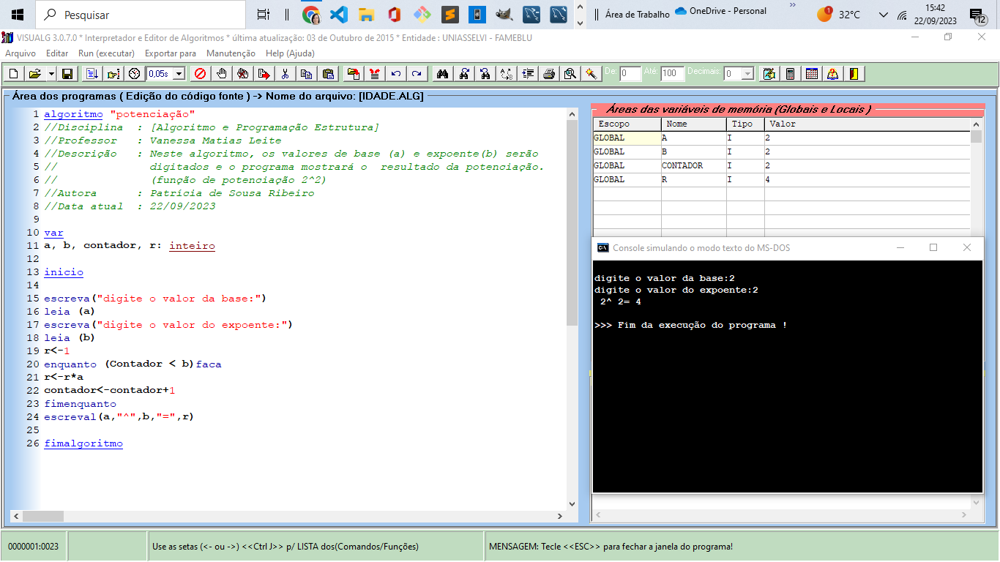 Pesquisar
Área de Trabalho
OneDrive - Personal
»
1
32°C
15:42
22/09/2023
12
VISUALG 3.0.7.0 * Interpretador e Editor de Algoritmos * última atualização: 03 de Outubro de 2015 * Entidade : UNIASSELVI - FAMEBLU
Arquivo Editar Run (executar) Exportar para Manutenção Help (Ajuda)
0,05s De: 0 Até: 100 Decimais: 0
Área dos programas ( Edição do código fonte ) -> Nome do arquivo: [IDADE.ALG]
1 algoritmo "potenciação"
2 //Disciplina : [Algoritmo e Programação Estrutura]
3 //Professor : Vanessa Matias Leite
4 //Descrição : Neste algoritmo, os valores de base (a) e expoente(b) serão
5 // digitados e o programa mostrará o resultado da potenciação.
6 // (função de potenciação 2^2)
7 //Autora : Patrícia de Sousa Ribeiro
8 //Data atual : 22/09/2023
9
10 var
11 a, b, contador, r: inteiro
12
13 inicio
14
15 escreva("digite o valor da base:")
16 leia (a)
17 escreva("digite o valor do expoente:")
18 leia (b)
19 r<-1
20 enquanto (Contador < b)faca
21 r<-r*a
22 contador<-contador+1
23 fimenquanto
24 escreval(a,"^",b,"=",r)
25
26 fimalgoritmo
Áreas das variáveis de memória (Globais e Locais )
Escopo Nome Tipo Valor
GLOBAL A I 2
GLOBAL B I 2
GLOBAL CONTADOR I 2
GLOBAL R I 4
Console simulando o modo texto do MS-DOS
digite o valor da base:2
digite o valor do expoente:2
2^ 2= 4
>>> Fim da execução do programa !
0000001:0023
Use as setas (<- ou ->) <<Ctrl J>> p/ LISTA dos(Comandos/Funções)
MENSAGEM: Tecle <<ESC>> para fechar a janela do programa!